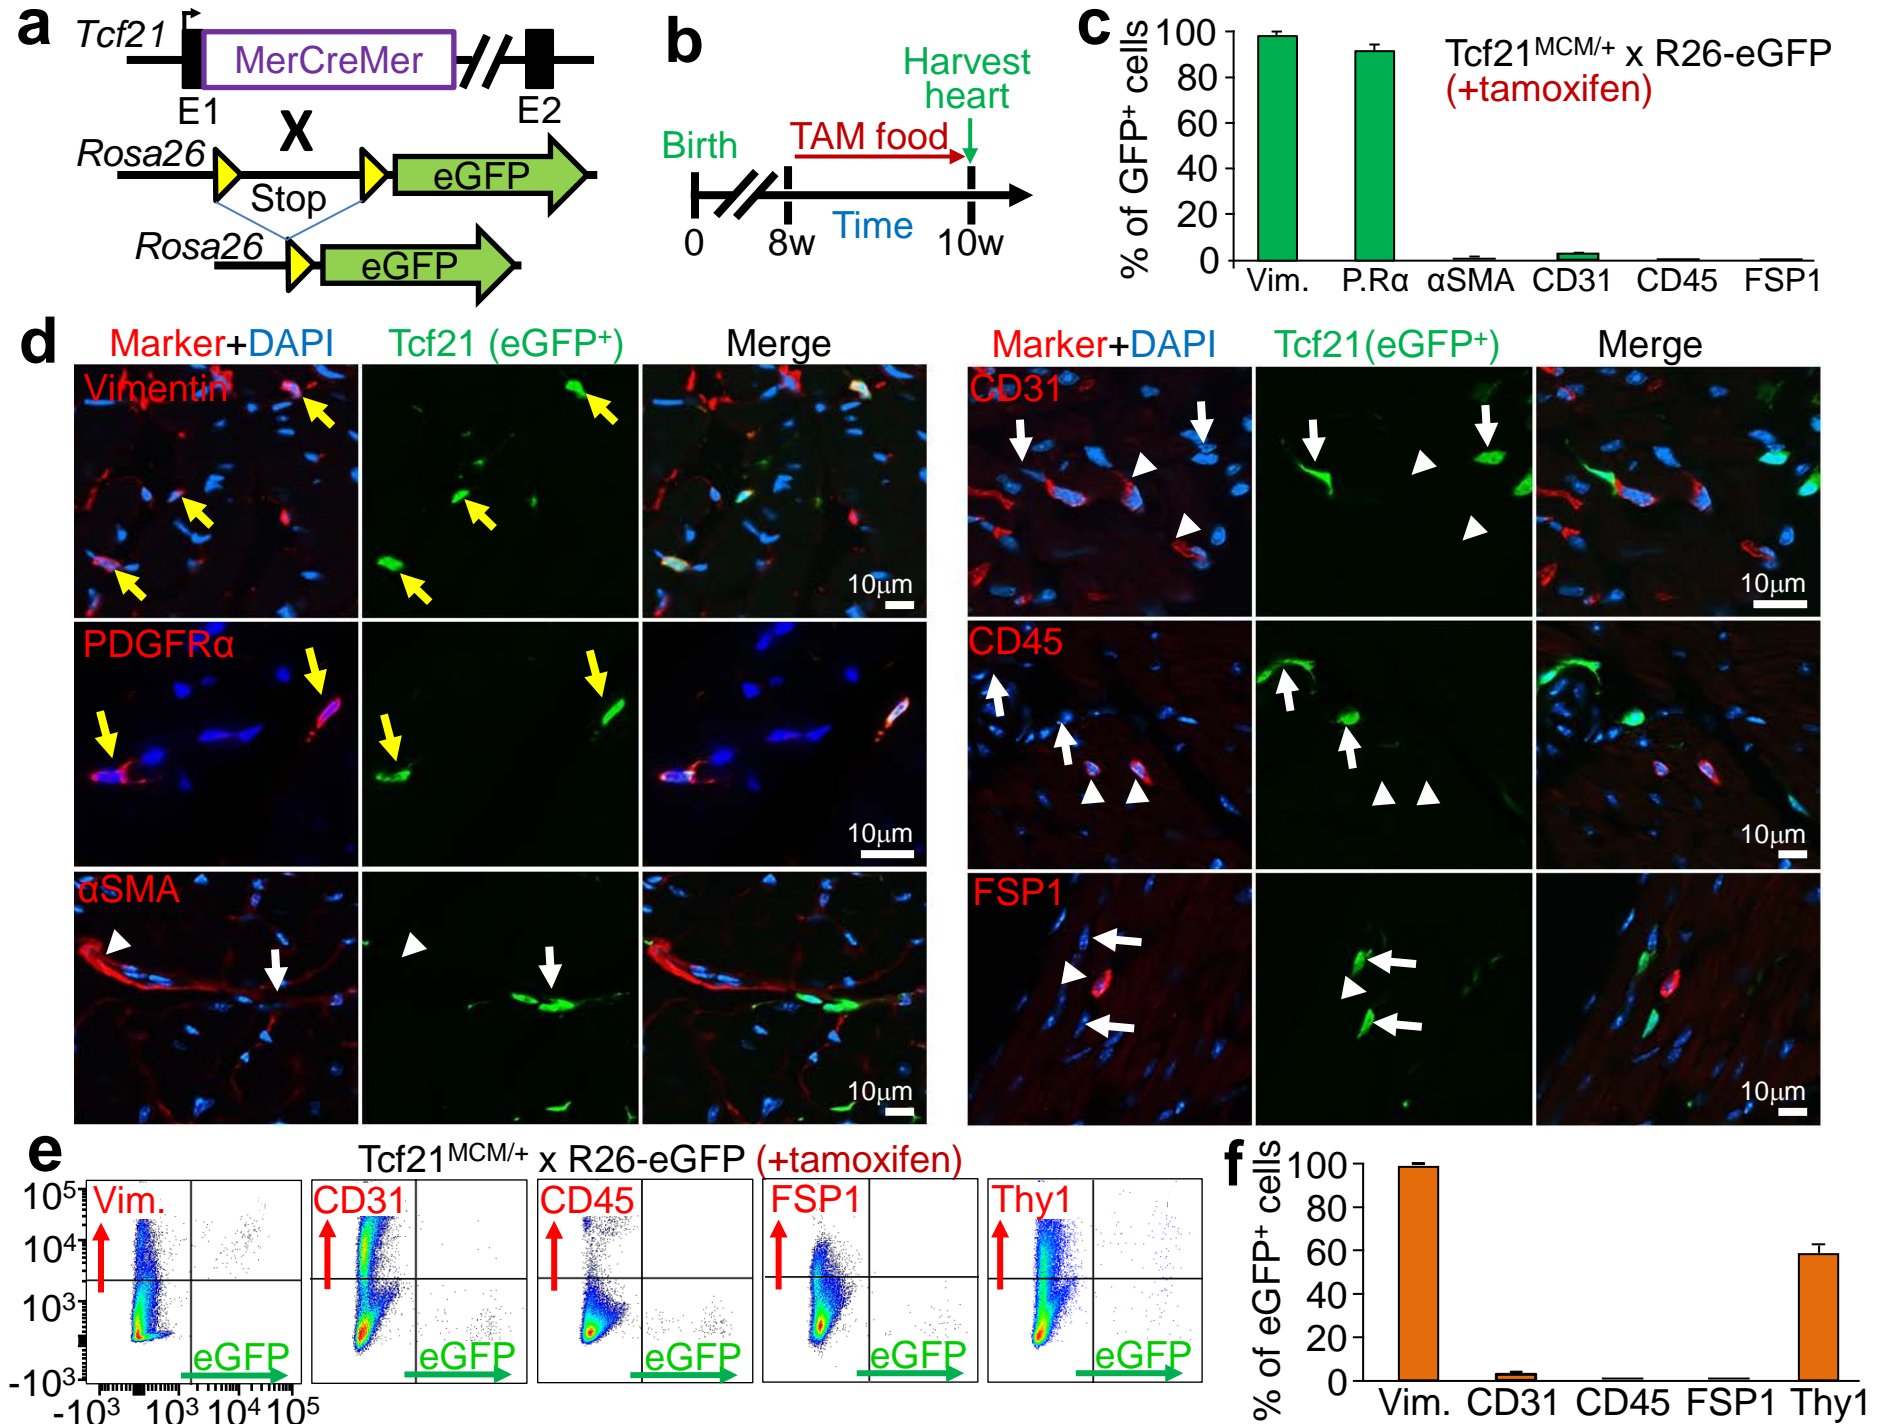 a
Tcf21
MerCreMer
E1
E2
X
Rosa26
Stop
eGFP
Rosa26
eGFP
b
Harvest
heart
Birth
TAM food
Time
0
8w
10w
c
% of GFP⁺ cells
100
80
60
40
20
0
Tcf21ᴹᶜᴹ/⁺ x R26-eGFP
(+tamoxifen)
Vim.
P.Rα
αSMA
CD31
CD45
FSP1
d
Marker+DAPI
Tcf21 (eGFP⁺)
Merge
Vimentin
10μm
PDGFRα
10μm
αSMA
10μm
Marker+DAPI
Tcf21(eGFP⁺)
Merge
CD31
10μm
CD45
10μm
FSP1
10μm
e
Tcf21ᴹᶜᴹ/⁺ x R26-eGFP (+tamoxifen)
10⁵
10⁴
10³
-10³
-10³
10³
10⁴
10⁵
Vim.
eGFP
CD31
eGFP
CD45
eGFP
FSP1
eGFP
Thy1
eGFP
f
% of eGFP⁺ cells
100
80
60
40
20
0
Vim.
CD31
CD45
FSP1
Thy1